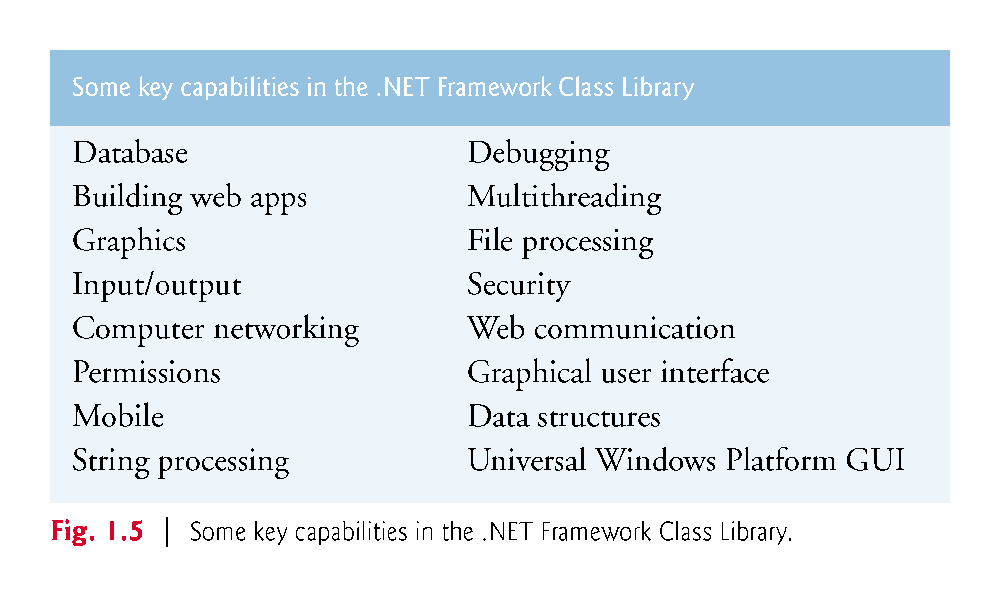 Some key capabilities in the .NET Framework Class Library
Database
Debugging
Building web apps
Multithreading
Graphics
File processing
Input/output
Security
Computer networking
Web communication
Permissions
Graphical user interface
Mobile
Data structures
String processing
Universal Windows Platform GUI
Fig. 1.5 | Some key capabilities in the .NET Framework Class Library.